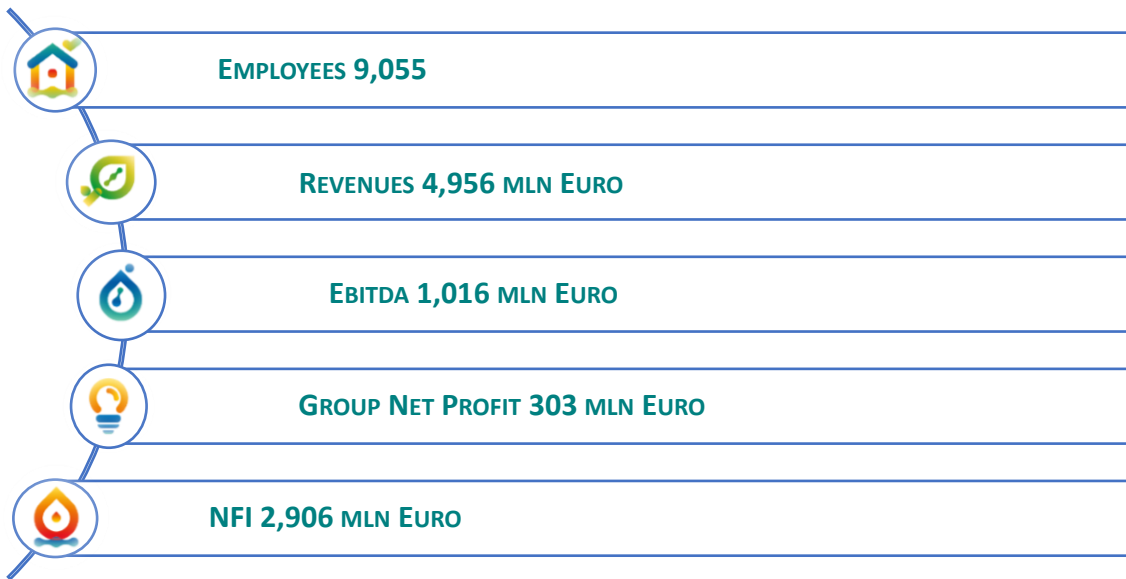 Employees 9,055
Revenues 4,956 mln Euro
Ebitda 1,016 mln Euro
Group Net Profit 303 mln Euro
NFI 2,906 mln Euro